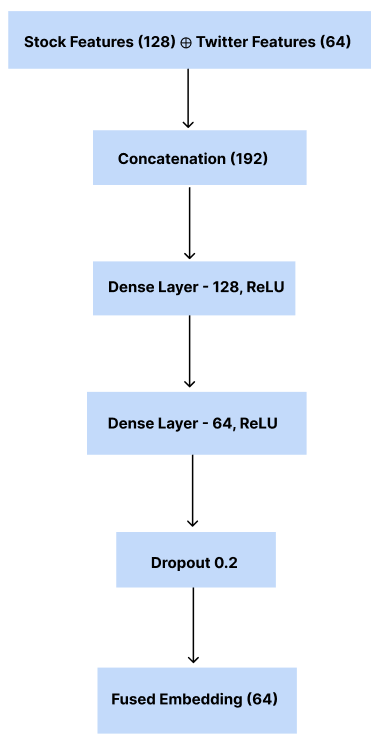 Stock Features (128) ⊕ Twitter Features (64)
Concatenation (192)
Dense Layer - 128, ReLU
Dense Layer - 64, ReLU
Dropout 0.2
Fused Embedding (64)